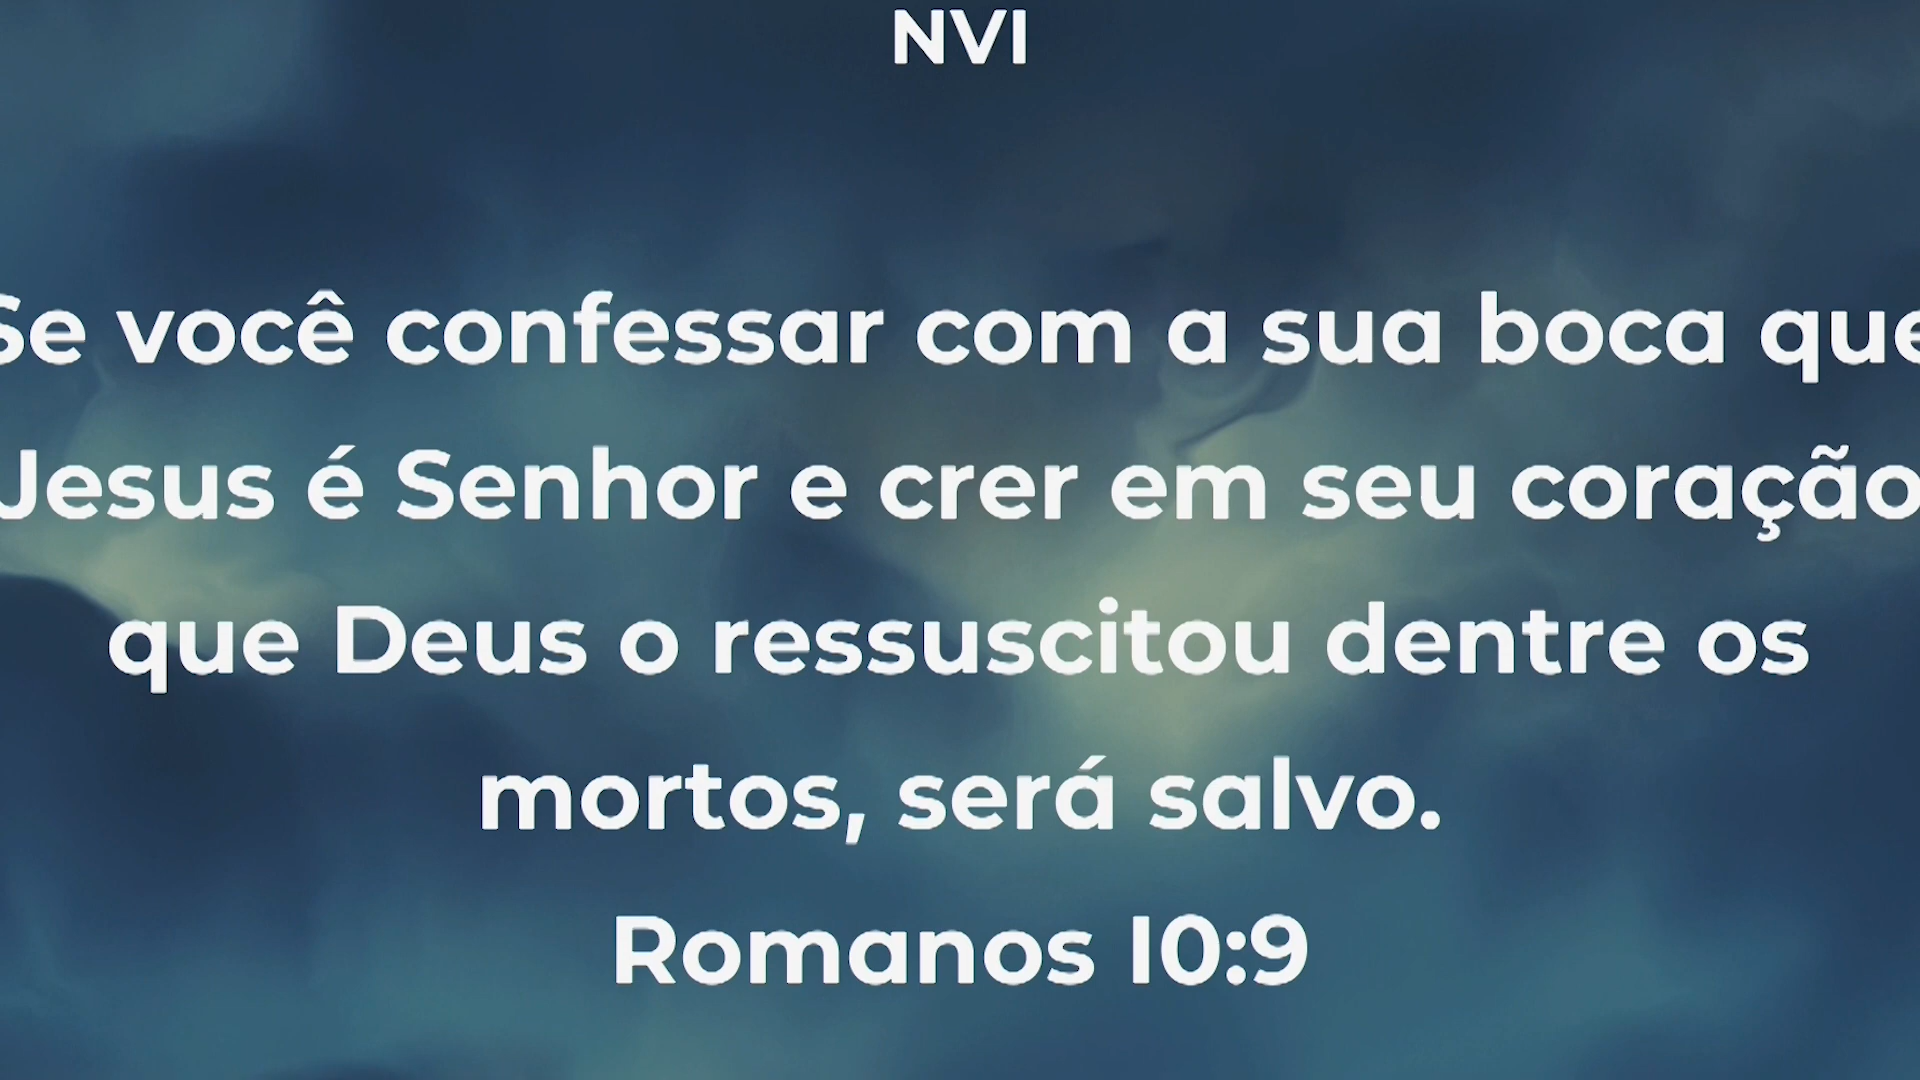 NVI
Se você confessar com a sua boca que
Jesus é Senhor e crer em seu coração
que Deus o ressuscitou dentre os
mortos, será salvo.
Romanos 10:9